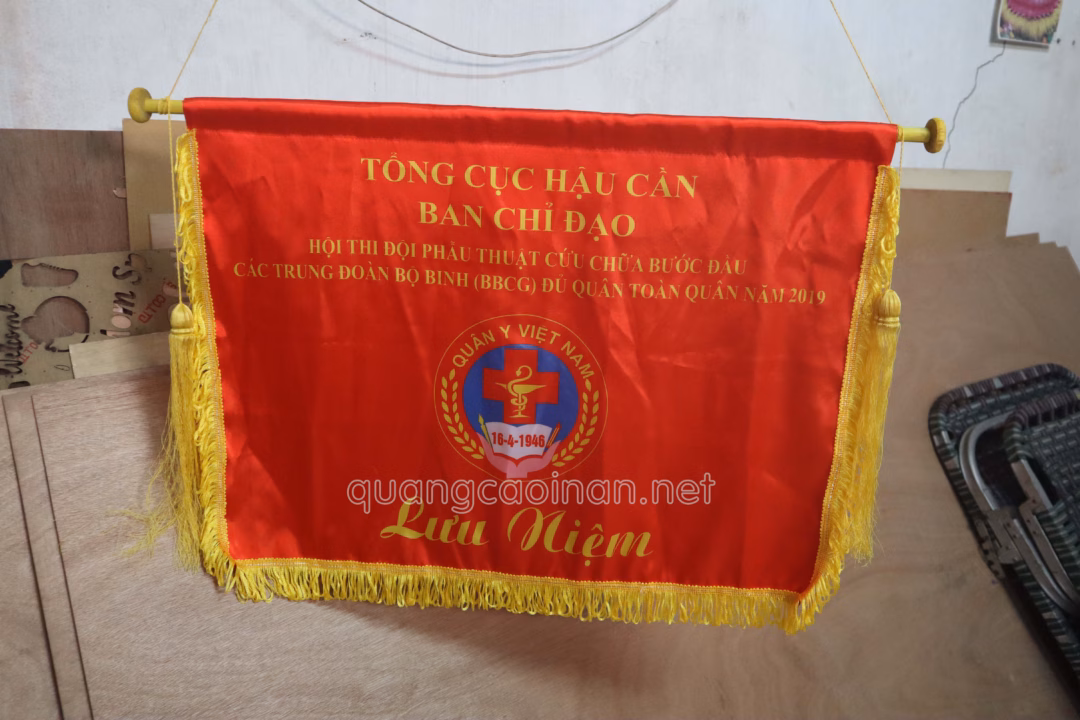 TỔNG CỤC HẬU CẦN
BAN CHỈ ĐẠO
HỘI THI ĐỘI PHẪU THUẬT CỨU CHỮA BƯỚC ĐẦU
CÁC TRUNG ĐOÀN BỘ BINH (BBCG) ĐỦ QUÂN TOÀN QUÂN NĂM 2019
QUÂN Y VIỆT NAM
16-4-1946
quangcaoinan.net
Lưu Niệm
Welcome